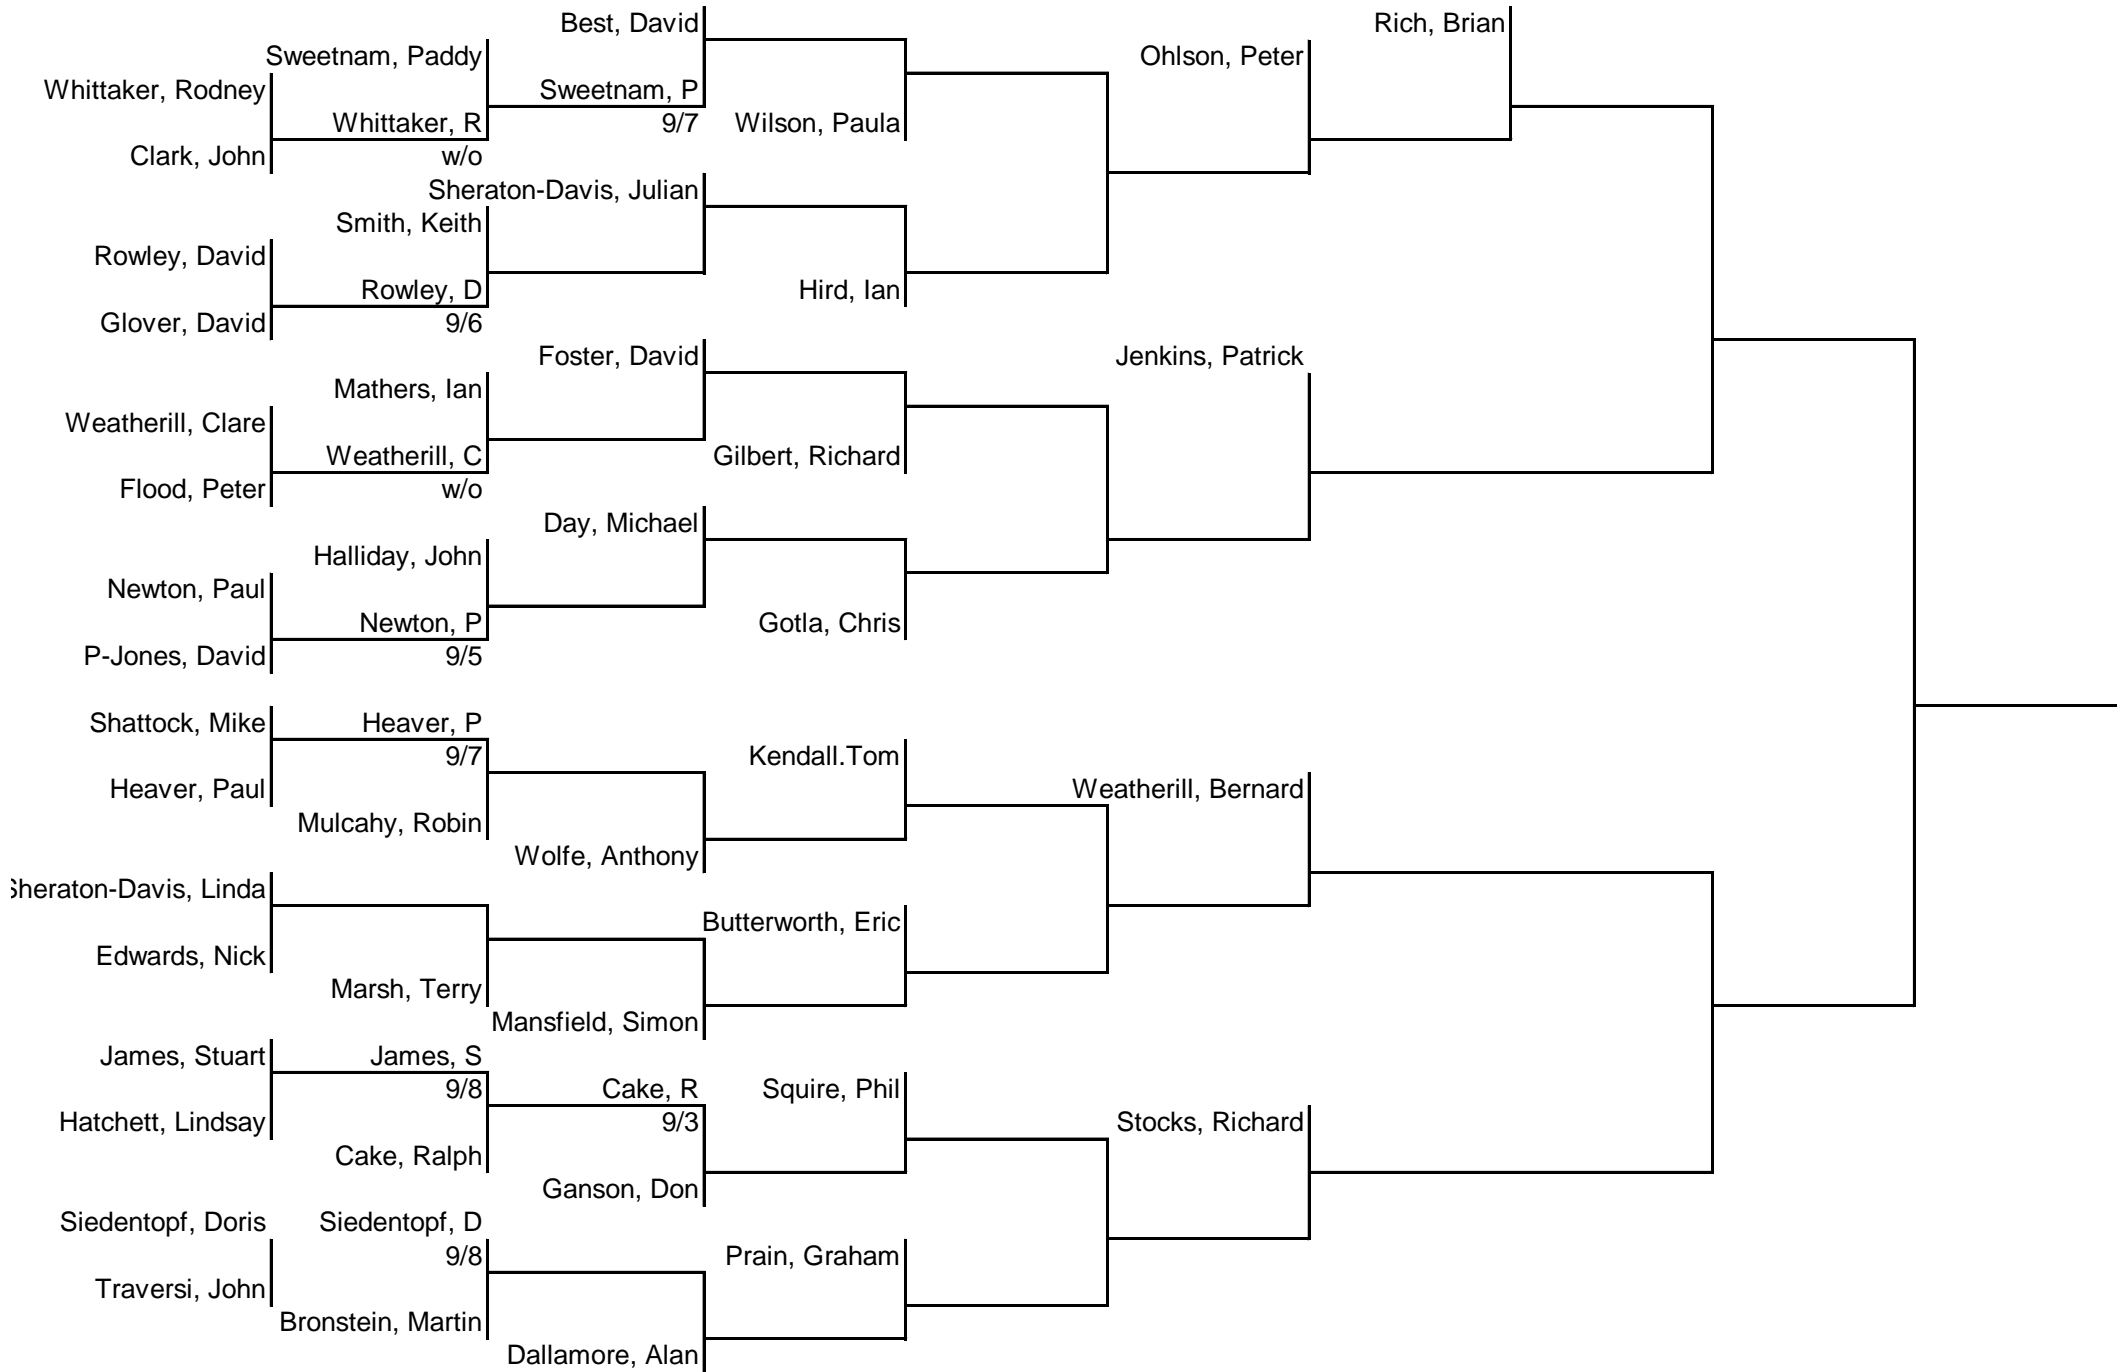 Best, David
Rich, Brian
Sweetnam, Paddy
Ohlson, Peter
Whittaker, Rodney
Sweetnam, P
Whittaker, R
9/7
Wilson, Paula
Clark, John
w/o
Sheraton-Davis, Julian
Smith, Keith
Rowley, David
Rowley, D
Hird, Ian
Glover, David
9/6
Foster, David
Jenkins, Patrick
Mathers, Ian
Weatherill, Clare
Weatherill, C
Gilbert, Richard
Flood, Peter
w/o
Day, Michael
Halliday, John
Newton, Paul
Newton, P
Gotla, Chris
P-Jones, David
9/5
Shattock, Mike
Heaver, P
9/7
Kendall.Tom
Heaver, Paul
Weatherill, Bernard
Mulcahy, Robin
Wolfe, Anthony
Sheraton-Davis, Linda
Butterworth, Eric
Edwards, Nick
Marsh, Terry
Mansfield, Simon
James, Stuart
James, S
9/8
Cake, R
Squire, Phil
Hatchett, Lindsay
9/3
Stocks, Richard
Cake, Ralph
Ganson, Don
Siedentopf, Doris
Siedentopf, D
9/8
Prain, Graham
Traversi, John
Bronstein, Martin
Dallamore, Alan